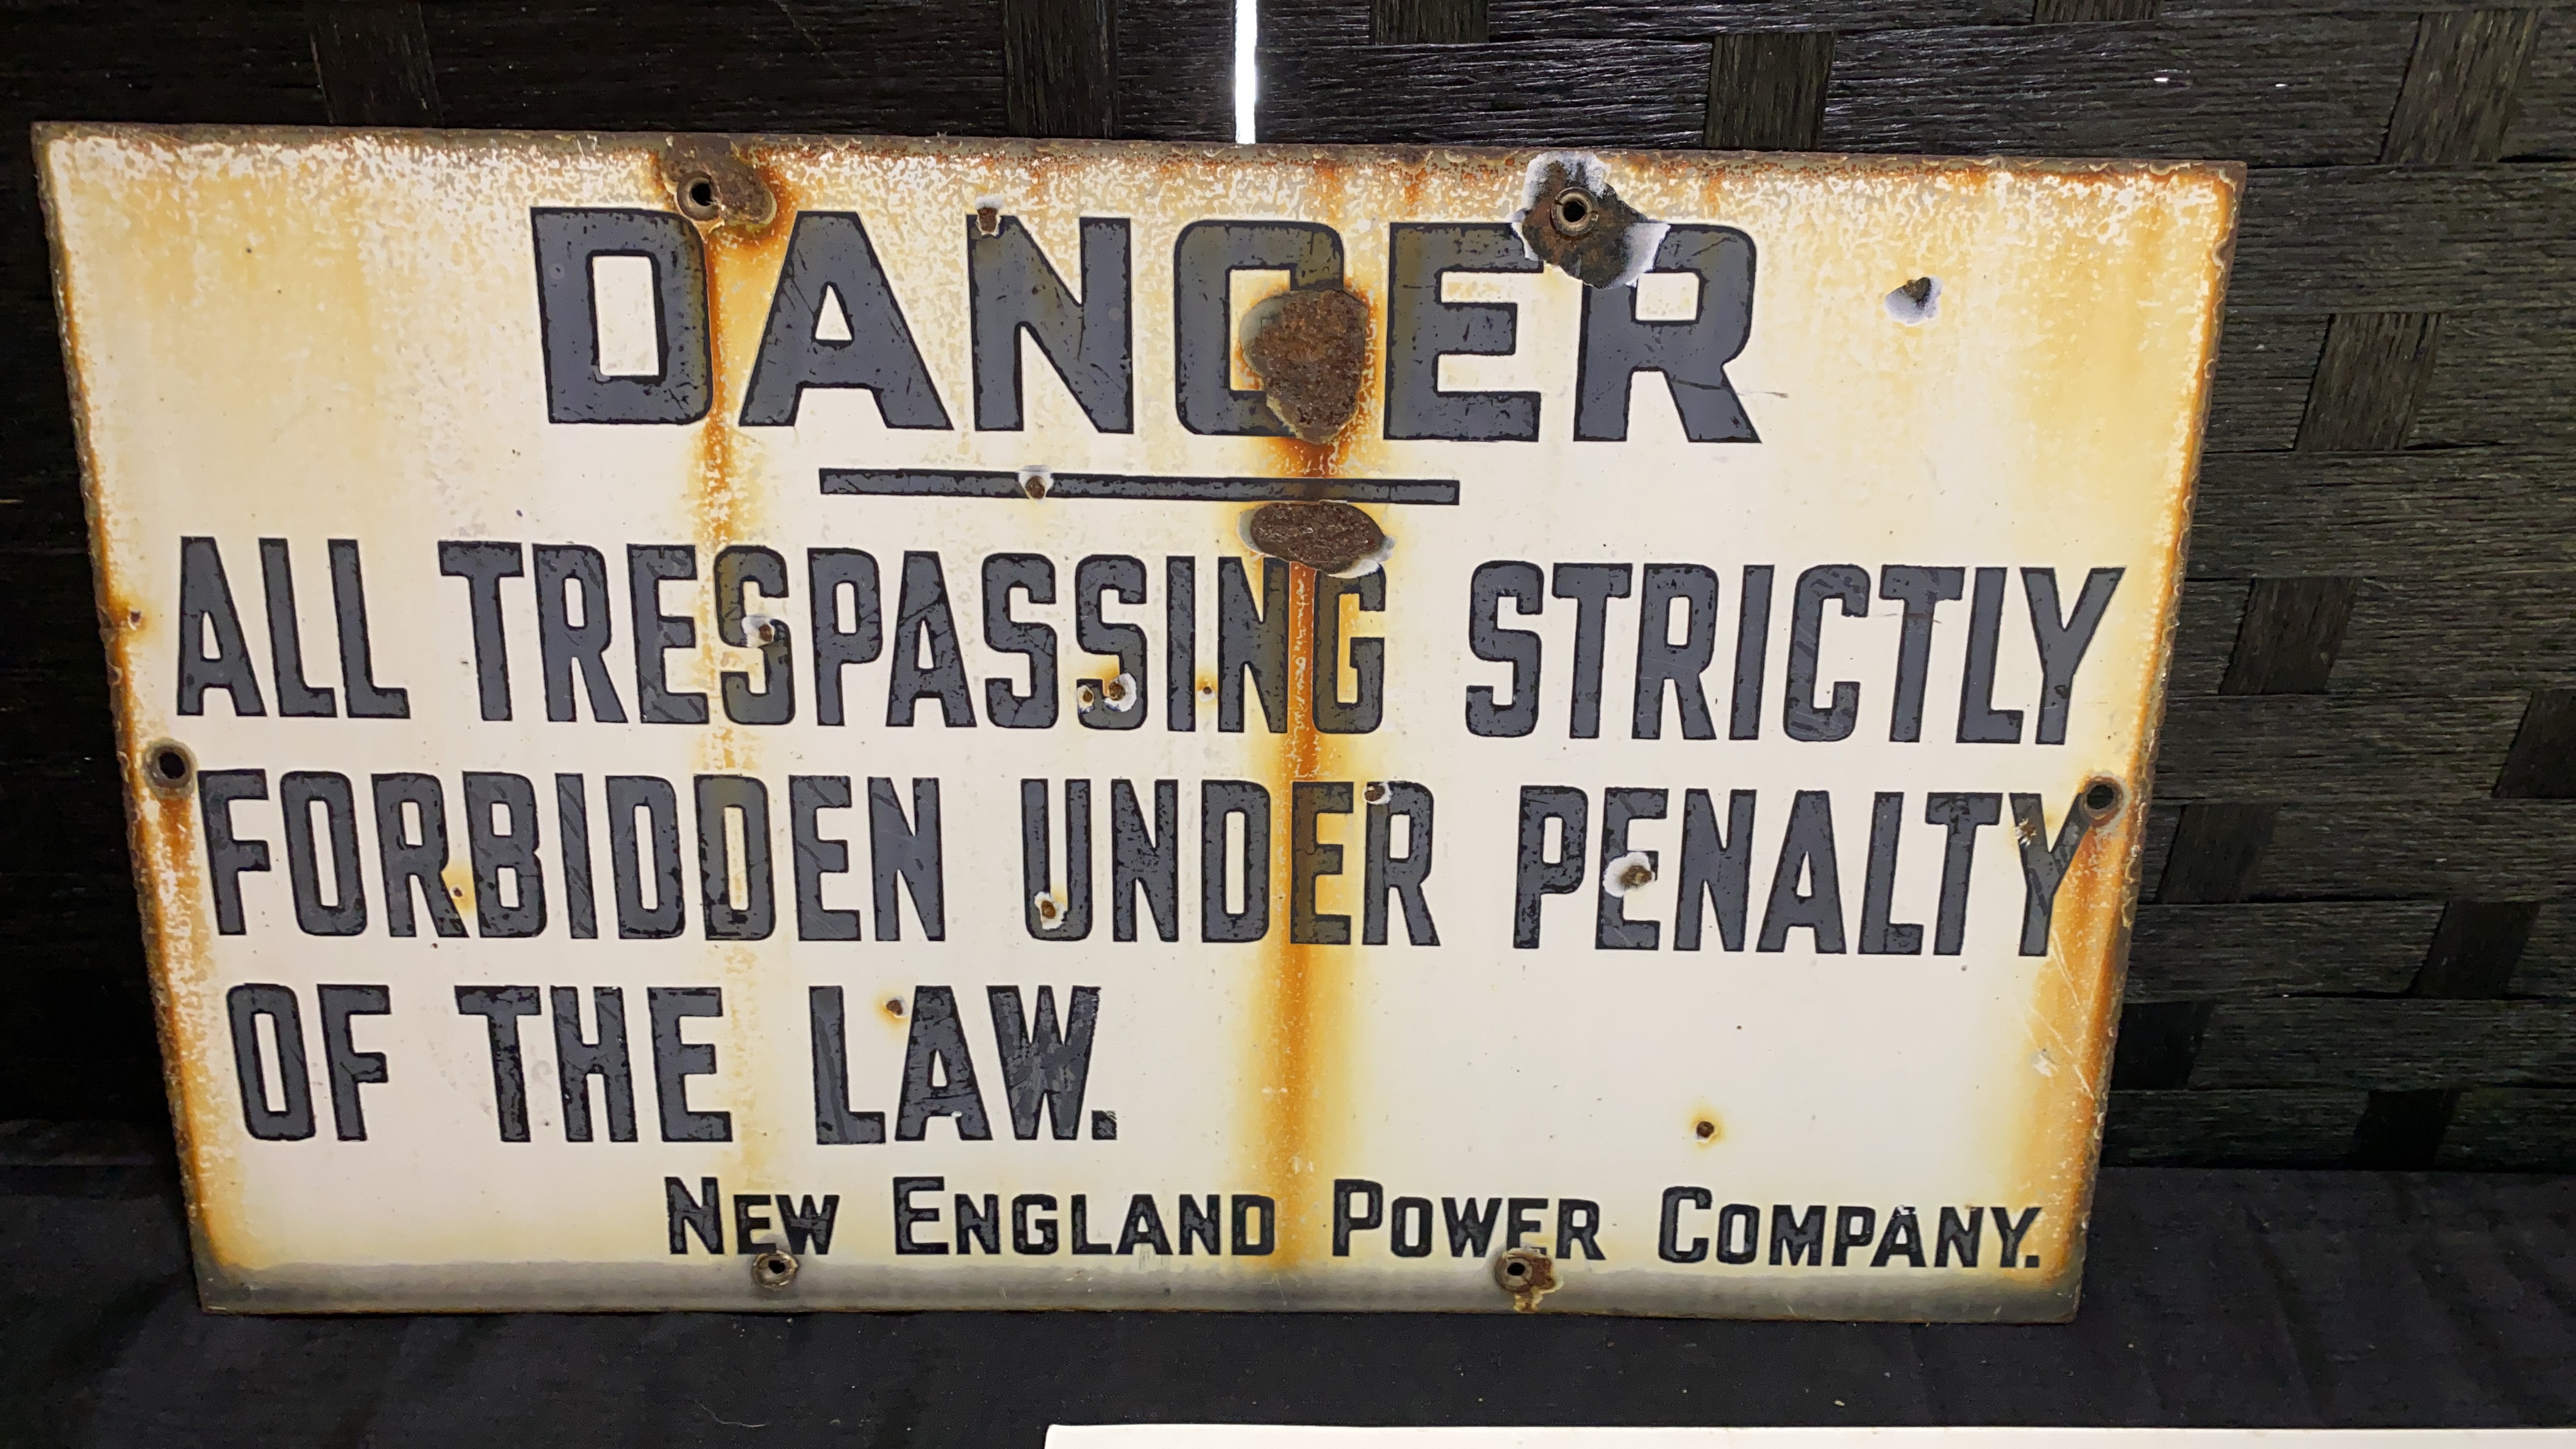 DANGER
ALL TRESPASSING STRICTLY
FORBIDDEN UNDER PENALTY
OF THE LAW.
NEW ENGLAND POWER COMPANY.